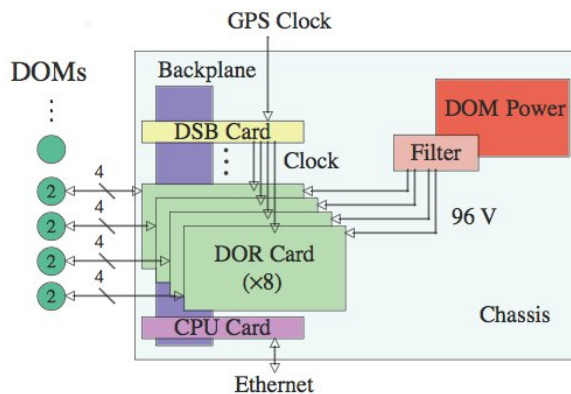 GPS Clock
DOMs
Backplane
DOM Power
DSB Card
Filter
Clock
4
2
4
2
96 V
4
2
DOR Card
(×8)
4
2
Chassis
CPU Card
Ethernet